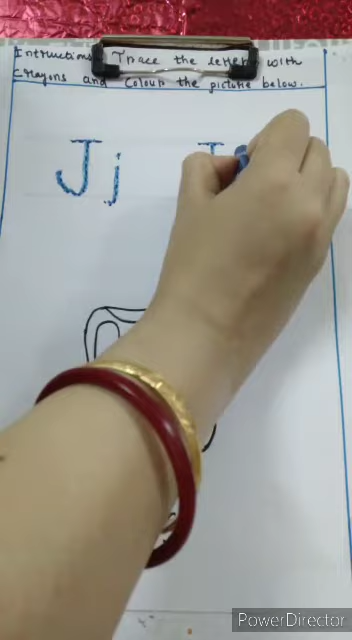 Instructions Trace the letters with
Crayons and Colour the picture below.
J j J
PowerDirector